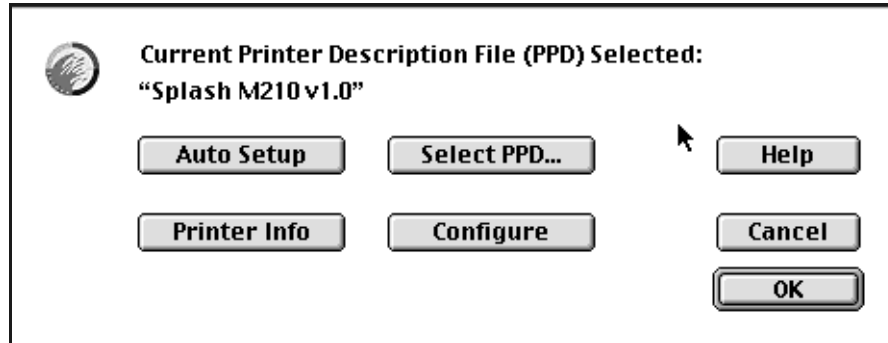 Current Printer Description File (PPD) Selected:
“Splash M210 v1.0”
Auto Setup
Select PPD...
Help
Printer Info
Configure
Cancel
OK